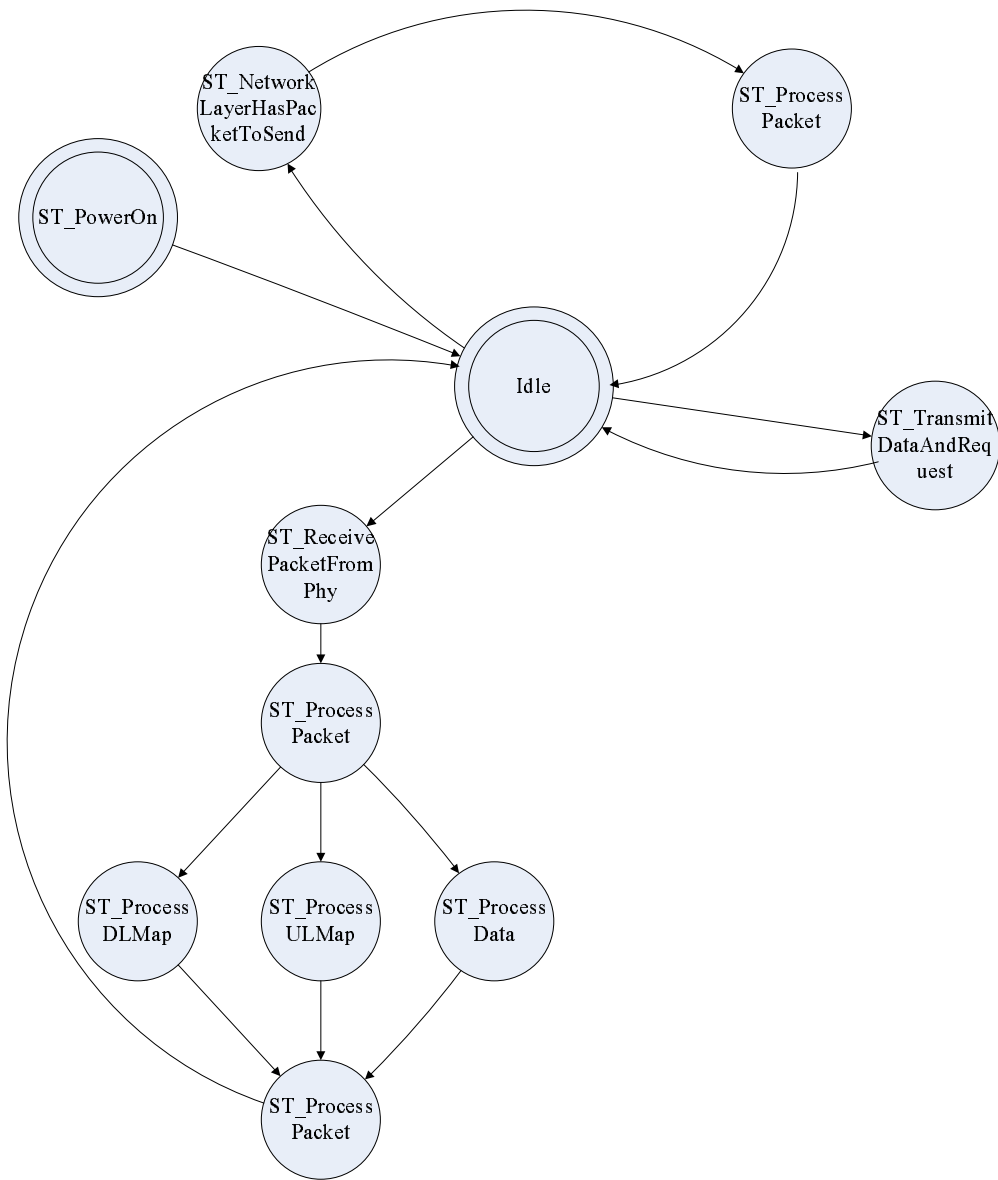 ST_Network
LayerHasPac
ketToSend
ST_Process
Packet
ST_PowerOn
Idle
ST_Transmit
DataAndReq
uest
ST_Receive
PacketFrom
Phy
ST_Process
Packet
ST_Process
DLMap
ST_Process
ULMap
ST_Process
Data
ST_Process
Packet